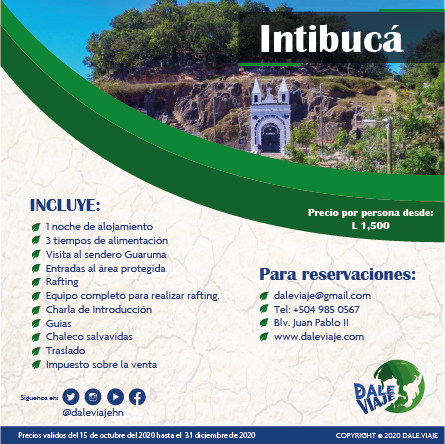 Intibucá
Precio por persona desde:
L 1,500
INCLUYE:
1 noche de alojamiento
3 tiempos de alimentación
Visita al sendero Guaruma
Entradas al área protegida
Rafting
Equipo completo para realizar rafting.
Charla de Introducción
Guias
Chaleco salvavidas
Traslado
Impuesto sobre la venta
Para reservaciones:
daleviaje@gmail.com
Tel: +504 985 0567
Blv. Juan Pablo II
www.daleviaje.com
Siguenos en:
@daleviajehn
DALE
VIAJE
Precios validos del 15 de octubre del 2020 hasta el 31 diciembre de 2020
COPYRIGHT © 2020 DALE.VIAJE